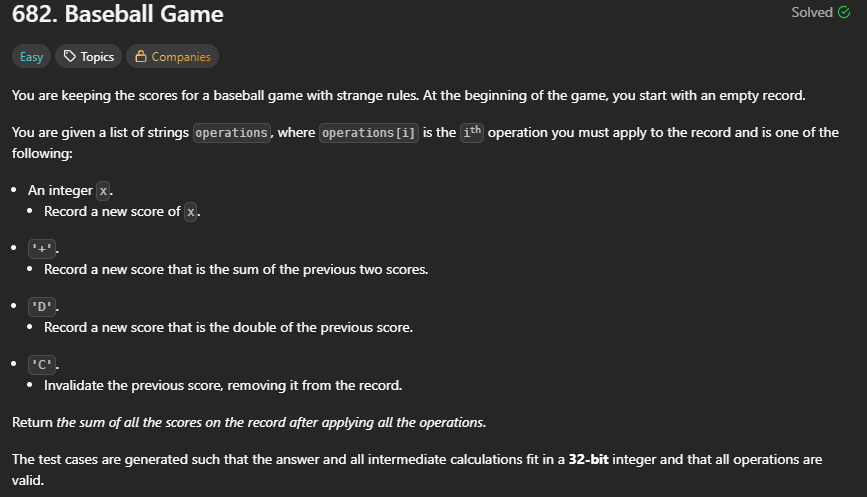 682. Baseball Game
Solved
Easy
Topics
Companies
You are keeping the scores for a baseball game with strange rules. At the beginning of the game, you start with an empty record.
You are given a list of strings operations, where operations[i] is the ith operation you must apply to the record and is one of the
following:
• An integer x.
• Record a new score of x.
• '+'.
• Record a new score that is the sum of the previous two scores.
• 'D'.
• Record a new score that is the double of the previous score.
• 'C'.
• Invalidate the previous score, removing it from the record.
Return the sum of all the scores on the record after applying all the operations.
The test cases are generated such that the answer and all intermediate calculations fit in a 32-bit integer and that all operations are
valid.